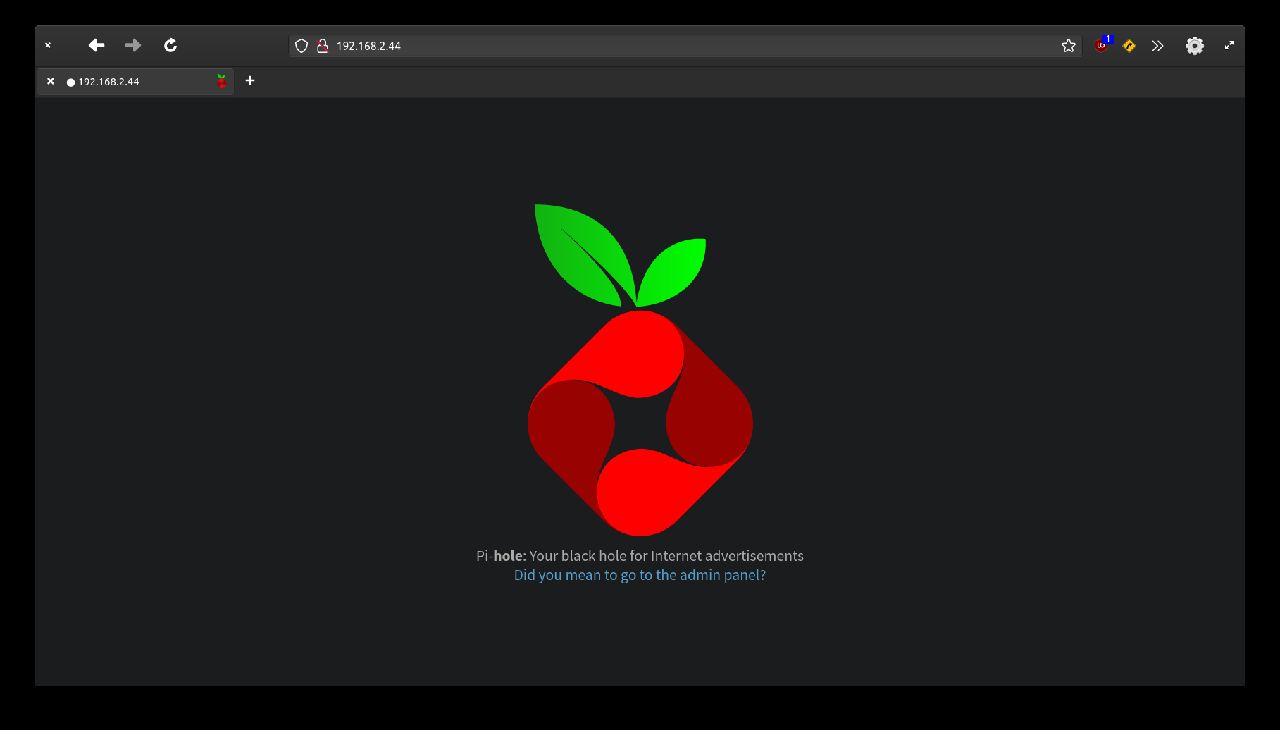 192.168.2.44
1
192.168.2.44
Pi-hole: Your black hole for Internet advertisements
Did you mean to go to the admin panel?